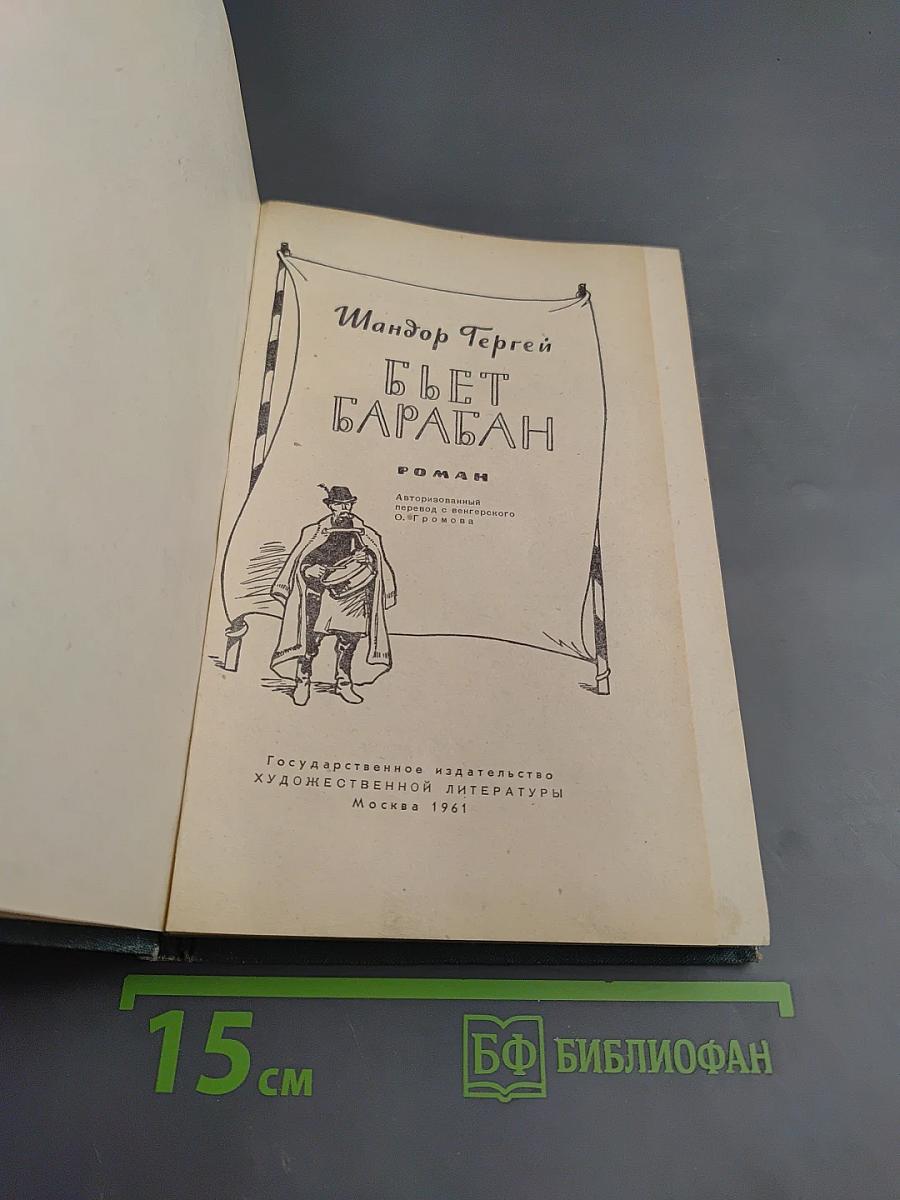 Шандор Гергей
БЬЕТ
БАРАБАН
РОМАН
Авторизованный
перевод с венгерского
О. Громова
Государственное издательство
ХУДОЖЕСТВЕННОЙ ЛИТЕРАТУРЫ
Москва 1961
15 см
БФ БИБЛИОФАН